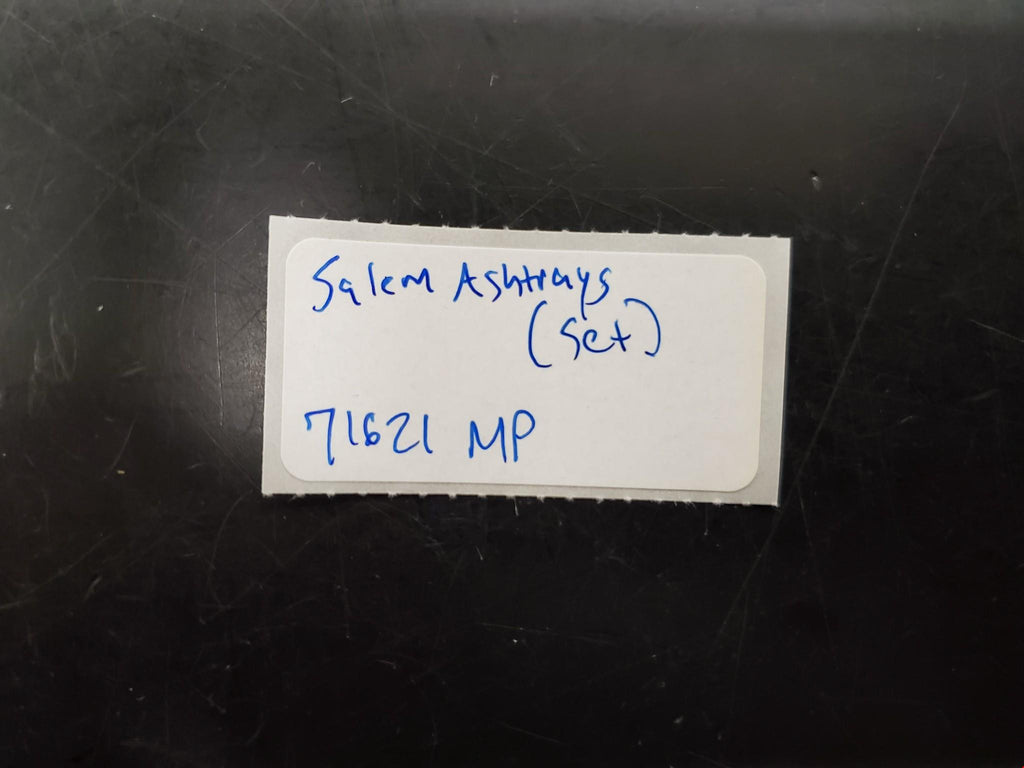 Salem Ashtrays
(Set)
71621 MP